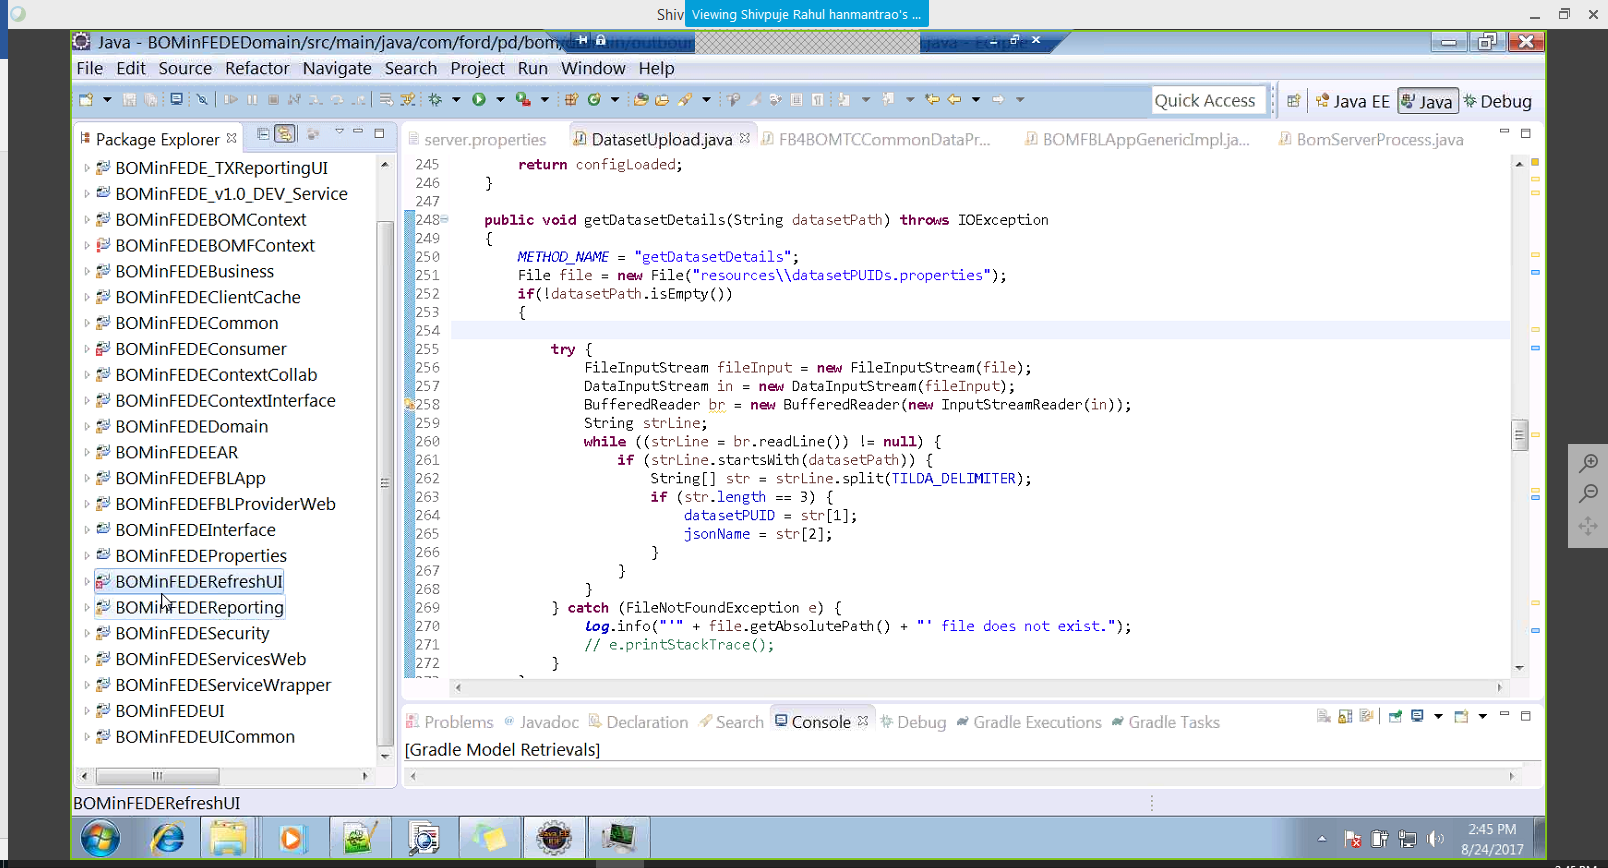 Shiv
Viewing Shivpuje Rahul hanmantrao's ...
Java - BOMinFEDEDomain/src/main/java/com/ford/pd/bom/
File Edit Source Refactor Navigate Search Project Run Window Help
Quick Access
Java EE
Java
Debug
Package Explorer
server.properties
DatasetUpload.java
FB4BOMTCCommonDataPr...
BOMFBLAppGenericImpl.ja...
BomServerProcess.java
BOMinFEDE_TXReportingUI
BOMinFEDE_v1.0_DEV_Service
BOMinFEDEBOMContext
BOMinFEDEBOMFContext
BOMinFEDEBusiness
BOMinFEDEClientCache
BOMinFEDECommon
BOMinFEDEConsumer
BOMinFEDEContextCollab
BOMinFEDEContextInterface
BOMinFEDEDomain
BOMinFEDEEAR
BOMinFEDEFBLApp
BOMinFEDEFBLProviderWeb
BOMinFEDEInterface
BOMinFEDEProperties
BOMinFEDERefreshUI
BOMinFEDEReporting
BOMinFEDESecurity
BOMinFEDEServicesWeb
BOMinFEDEServiceWrapper
BOMinFEDEUI
BOMinFEDEUICommon
245 return configLoaded;
246 }
247
248 public void getDatasetDetails(String datasetPath) throws IOException
249 {
250 METHOD_NAME = "getDatasetDetails";
251 File file = new File("resources\\datasetPUIDs.properties");
252 if(!datasetPath.isEmpty())
253 {
254
255 try {
256 FileInputStream fileInput = new FileInputStream(file);
257 DataInputStream in = new DataInputStream(fileInput);
258 BufferedReader br = new BufferedReader(new InputStreamReader(in));
259 String strLine;
260 while ((strLine = br.readLine()) != null) {
261 if (strLine.startsWith(datasetPath)) {
262 String[] str = strLine.split(TILDA_DELIMITER);
263 if (str.length == 3) {
264 datasetPUID = str[1];
265 jsonName = str[2];
266 }
267 }
268 }
269 } catch (FileNotFoundException e) {
270 log.info("'" + file.getAbsolutePath() + "' file does not exist.");
271 // e.printStackTrace();
272 }
Problems
Javadoc
Declaration
Search
Console
Debug
Gradle Executions
Gradle Tasks
[Gradle Model Retrievals]
BOMinFEDERefreshUI
2:45 PM
8/24/2017